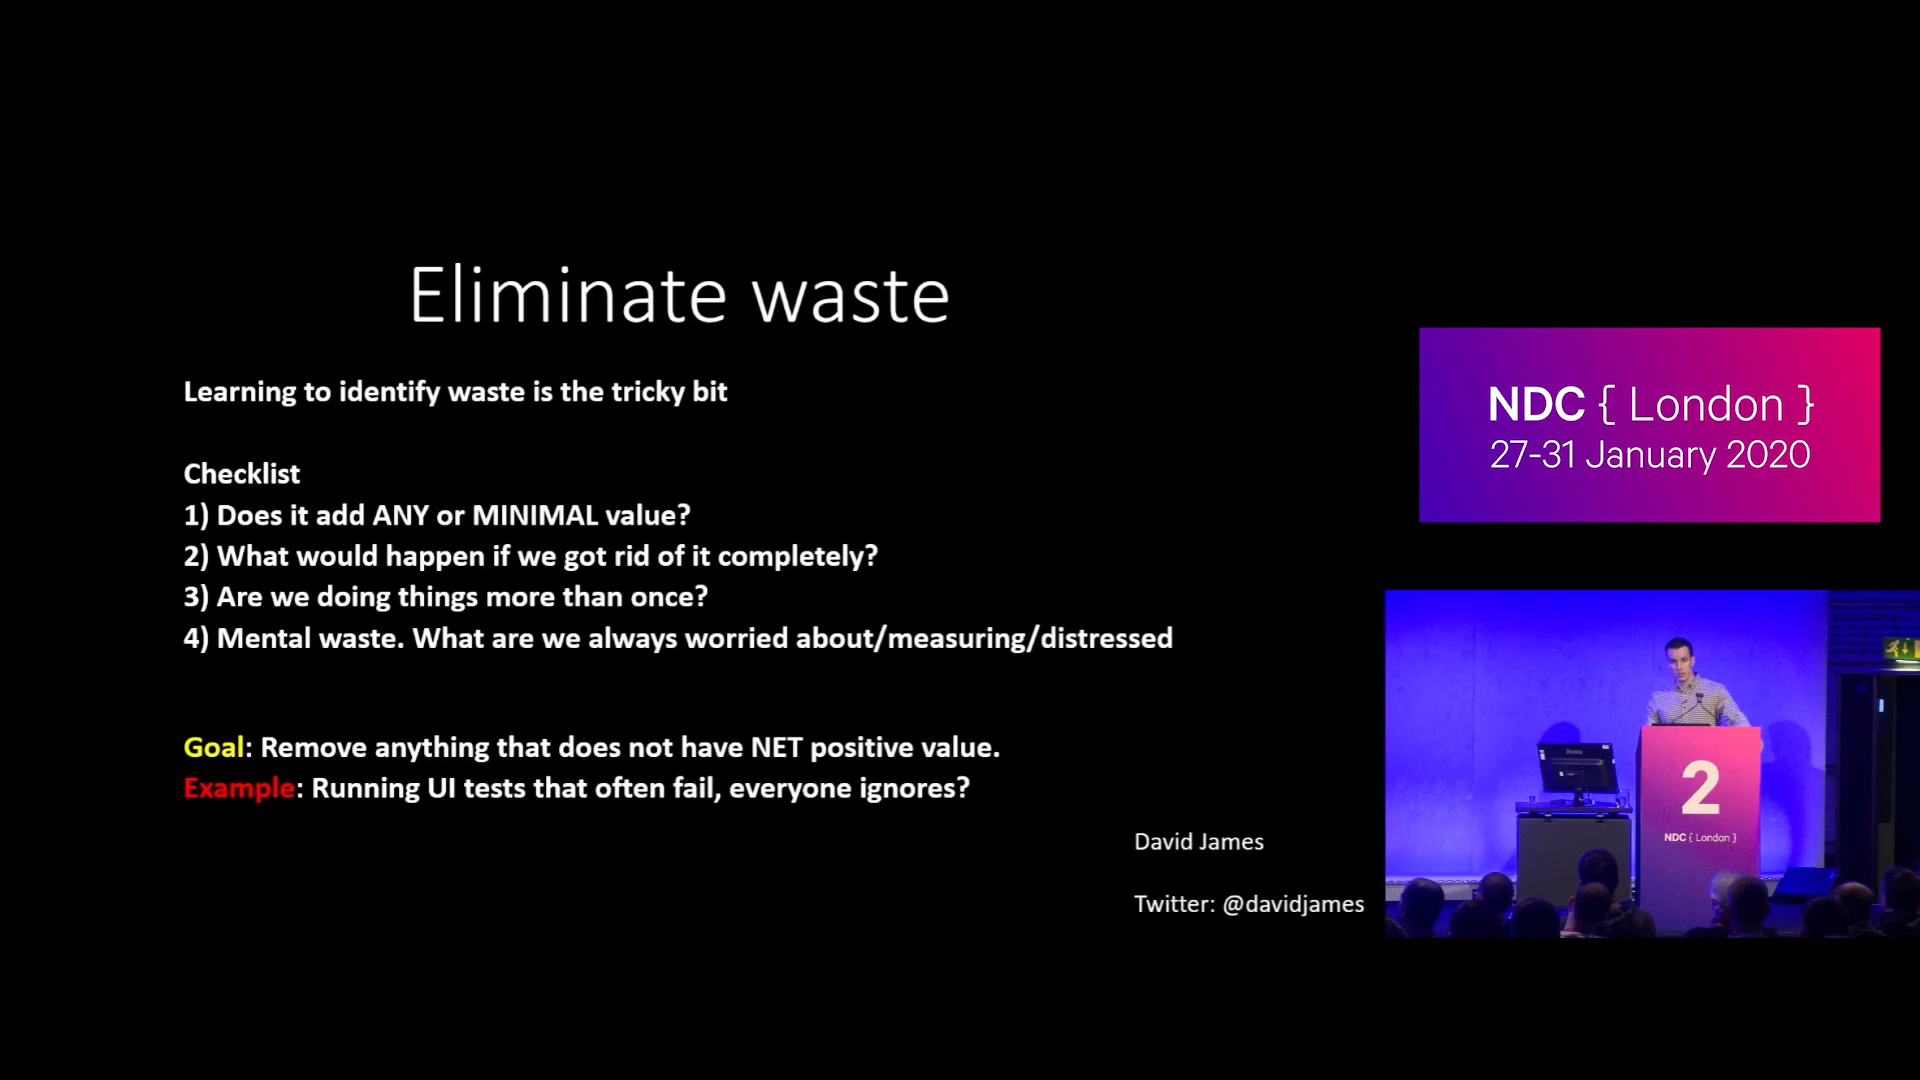 Eliminate waste
Learning to identify waste is the tricky bit
Checklist
1) Does it add ANY or MINIMAL value?
2) What would happen if we got rid of it completely?
3) Are we doing things more than once?
4) Mental waste. What are we always worried about/measuring/distressed
Goal: Remove anything that does not have NET positive value.
Example: Running UI tests that often fail, everyone ignores?
David James
Twitter: @davidjames
NDC { London }
27-31 January 2020
2
NDC { London }